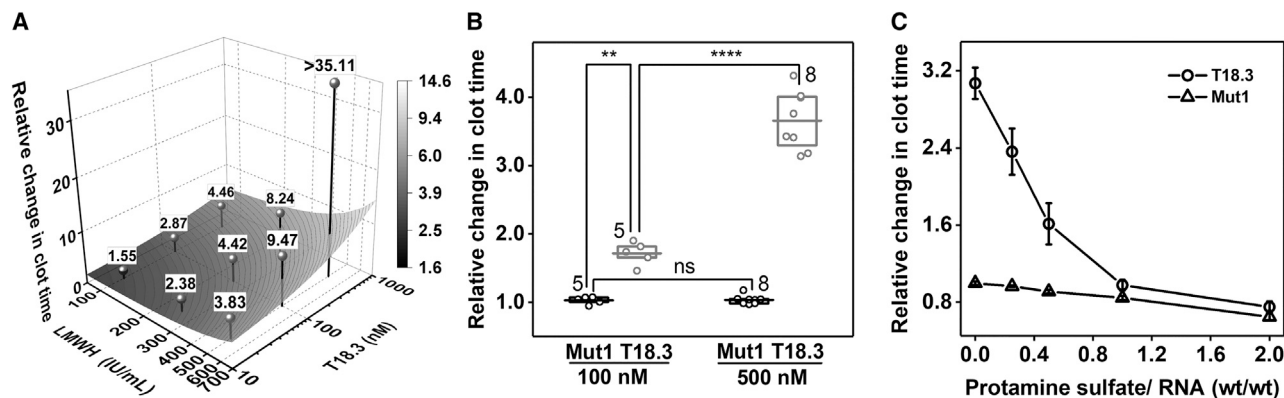 A
Relative change in clot time
30
20
10
0
>35.11
4.46
8.24
2.87
4.42
9.47
1.55
2.38
3.83
14.6
9.4
6.0
3.9
2.5
1.6
100
200
300
400
500
600
700
LMWH (IU/mL)
10
100
1000
T18.3 (nM)
B
Relative change in clot time
4.0
3.0
2.0
1.0
**
****
8
5
ns
5
8
Mut1 T18.3
100 nM
Mut1 T18.3
500 nM
C
Relative change in clot time
3.2
2.4
1.6
0.8
T18.3
Mut1
0.0 0.4 0.8 1.2 1.6 2.0
Protamine sulfate/ RNA (wt/wt)